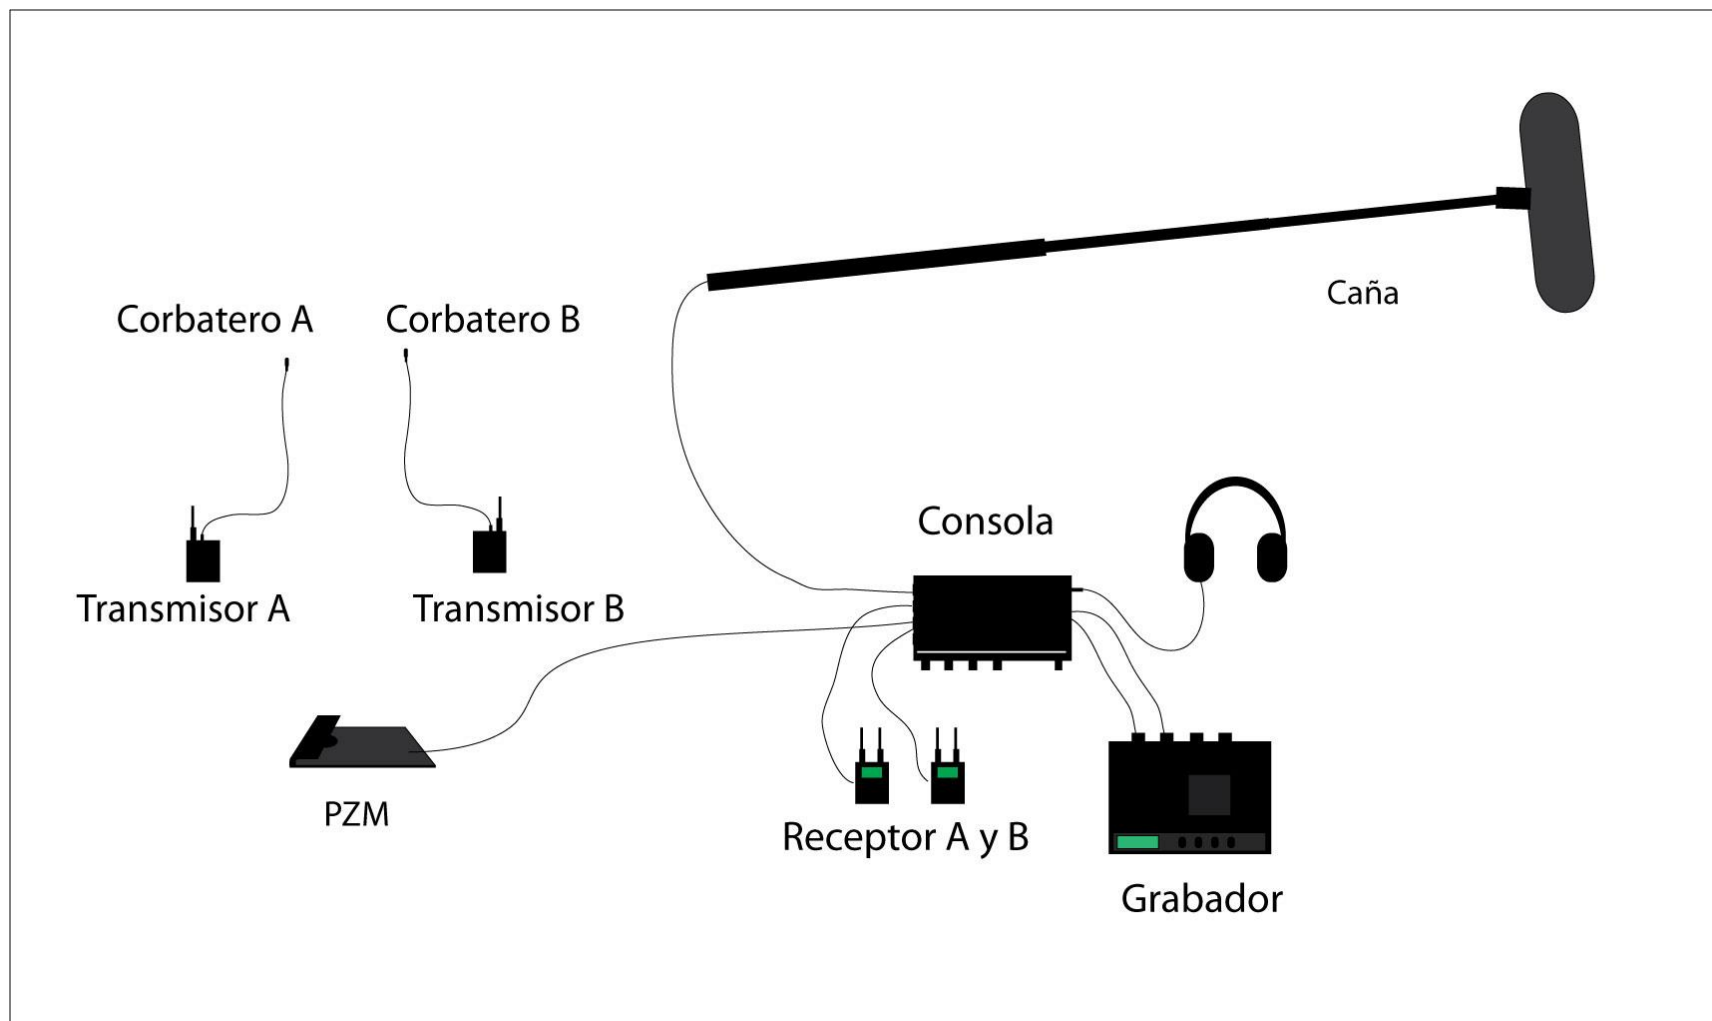 Caña
Corbatero A
Corbatero B
Consola
Transmisor A
Transmisor B
PZM
Receptor A y B
Grabador